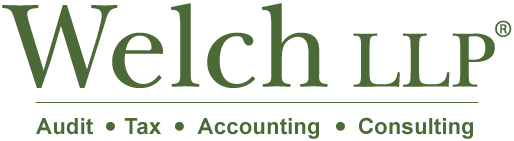 Welch LLP®
Audit • Tax • Accounting • Consulting